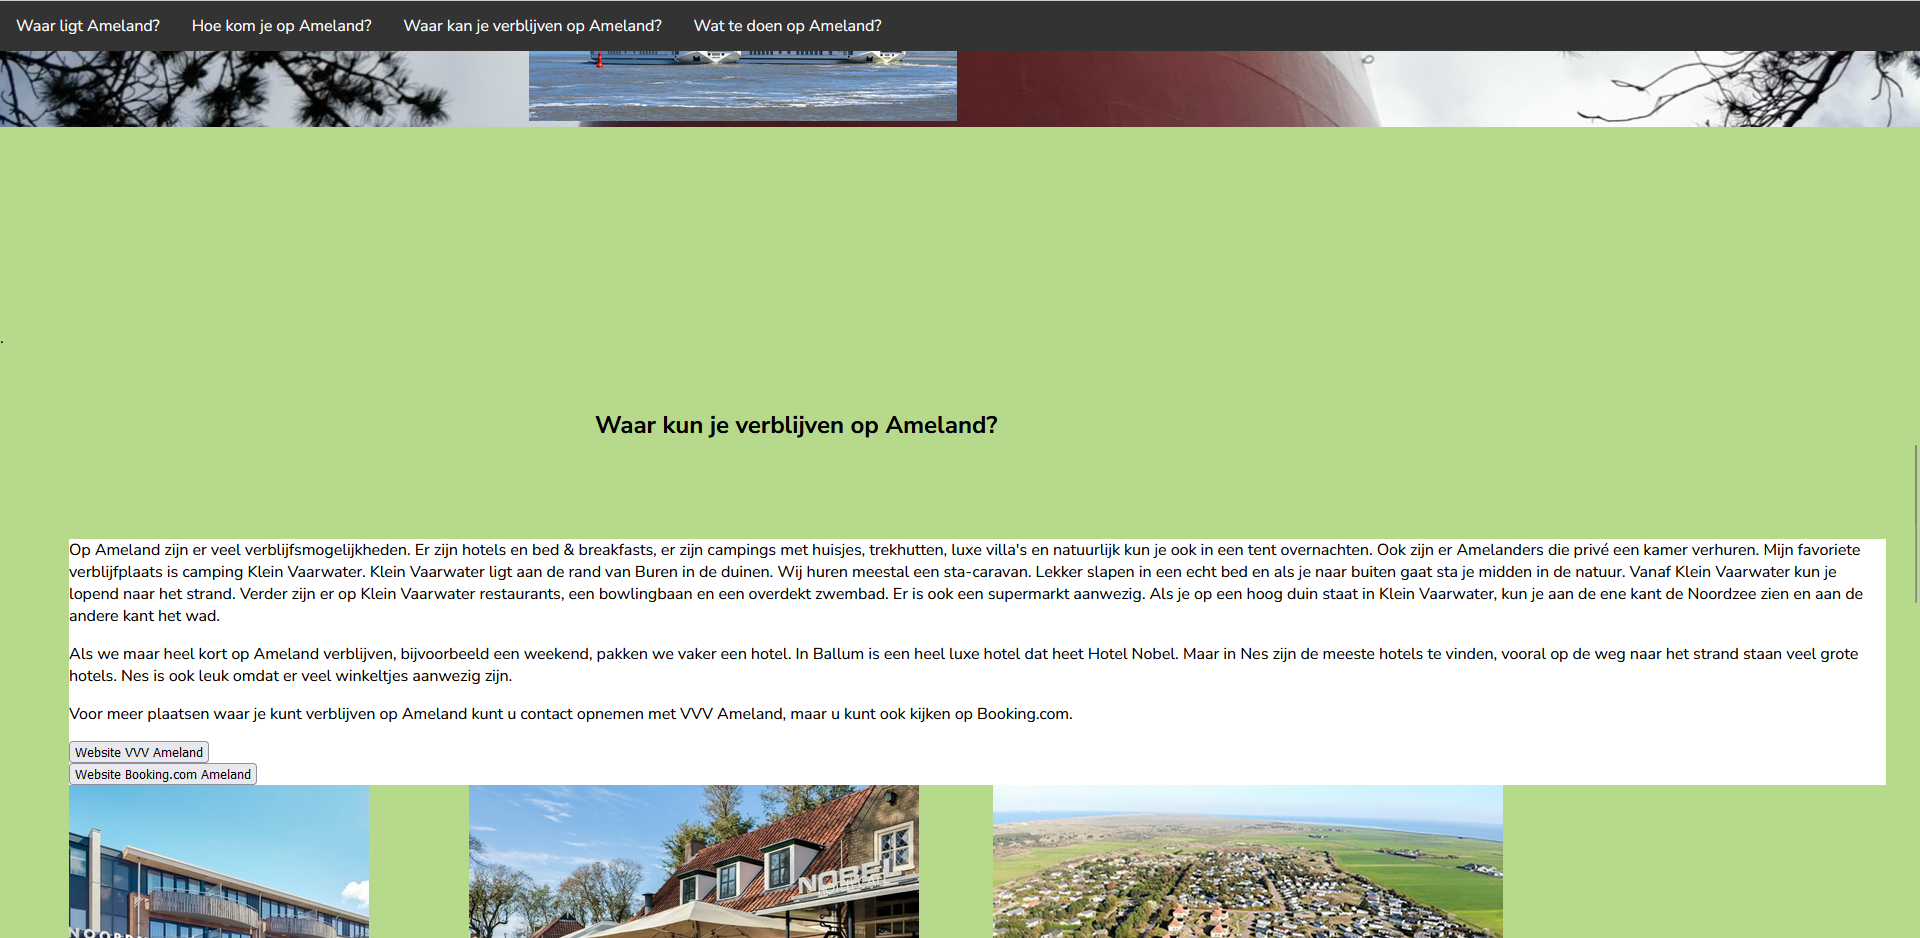 Waar ligt Ameland? Hoe kom je op Ameland? Waar kan je verblijven op Ameland? Wat te doen op Ameland?
.
Waar kun je verblijven op Ameland?
Op Ameland zijn er veel verblijfsmogelijkheden. Er zijn hotels en bed & breakfasts, er zijn campings met huisjes, trekhutten, luxe villa's en natuurlijk kun je ook in een tent overnachten. Ook zijn er Amelanders die privé een kamer verhuren. Mijn favoriete
verblijfplaats is camping Klein Vaarwater. Klein Vaarwater ligt aan de rand van Buren in de duinen. Wij huren meestal een sta-caravan. Lekker slapen in een echt bed en als je naar buiten gaat sta je midden in de natuur. Vanaf Klein Vaarwater kun je
lopend naar het strand. Verder zijn er op Klein Vaarwater restaurants, een bowlingbaan en een overdekt zwembad. Er is ook een supermarkt aanwezig. Als je op een hoog duin staat in Klein Vaarwater, kun je aan de ene kant de Noordzee zien en aan de
andere kant het wad.
Als we maar heel kort op Ameland verblijven, bijvoorbeeld een weekend, pakken we vaker een hotel. In Ballum is een heel luxe hotel dat heet Hotel Nobel. Maar in Nes zijn de meeste hotels te vinden, vooral op de weg naar het strand staan veel grote
hotels. Nes is ook leuk omdat er veel winkeltjes aanwezig zijn.
Voor meer plaatsen waar je kunt verblijven op Ameland kunt u contact opnemen met VVV Ameland, maar u kunt ook kijken op Booking.com.
Website VVV Ameland
Website Booking.com Ameland
NOBEL